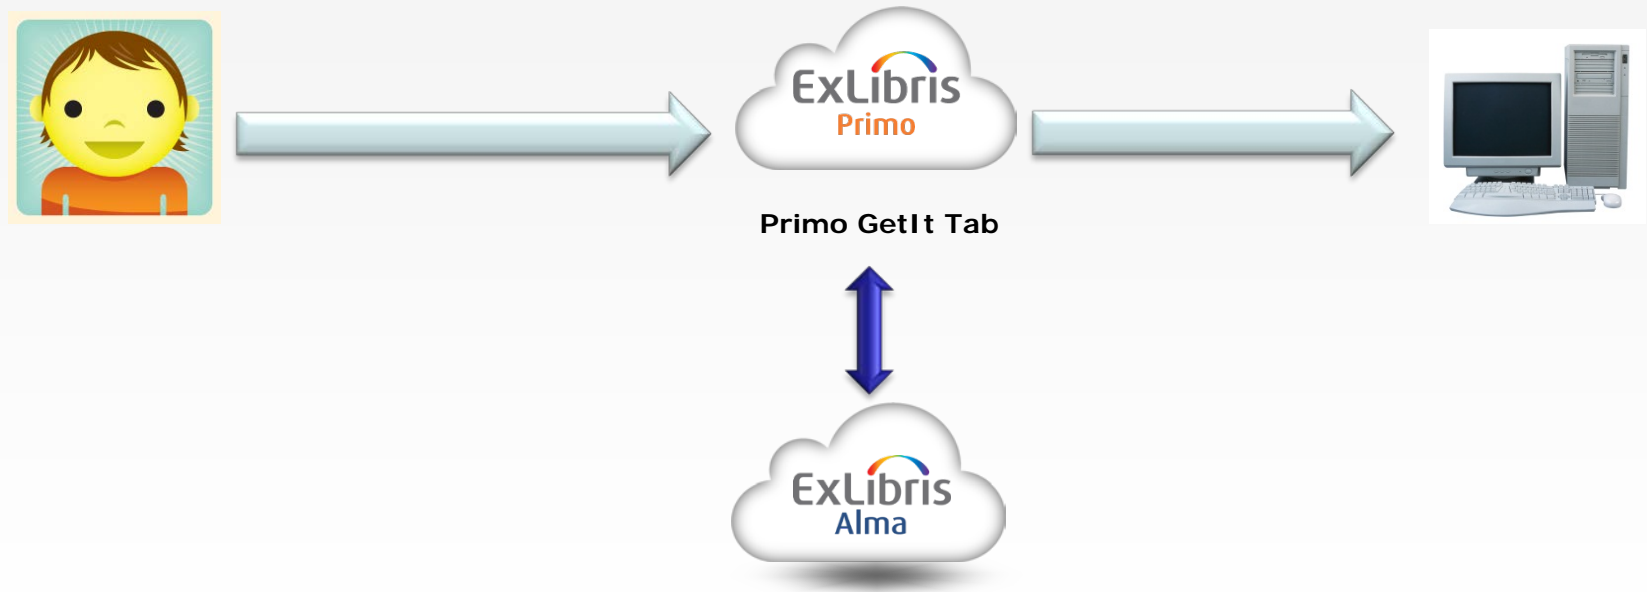 ExLibris
Primo
Primo GetIt Tab
ExLibris
Alma